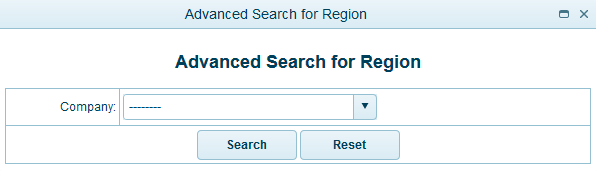 Advanced Search for Region
Advanced Search for Region
Company: --------
Search Reset